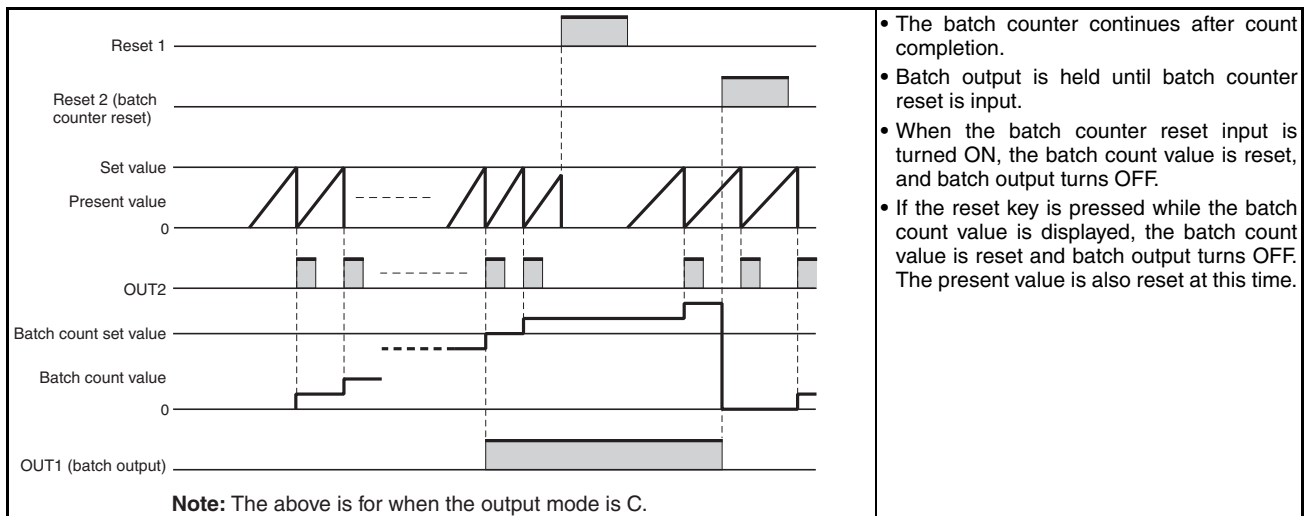 Reset 1
Reset 2 (batch
counter reset)
Set value
Present value
0
OUT2
Batch count set value
Batch count value
0
OUT1 (batch output)
Note: The above is for when the output mode is C.
• The batch counter continues after count
completion.
• Batch output is held until batch counter
reset is input.
• When the batch counter reset input is
turned ON, the batch count value is reset,
and batch output turns OFF.
• If the reset key is pressed while the batch
count value is displayed, the batch count
value is reset and batch output turns OFF.
The present value is also reset at this time.